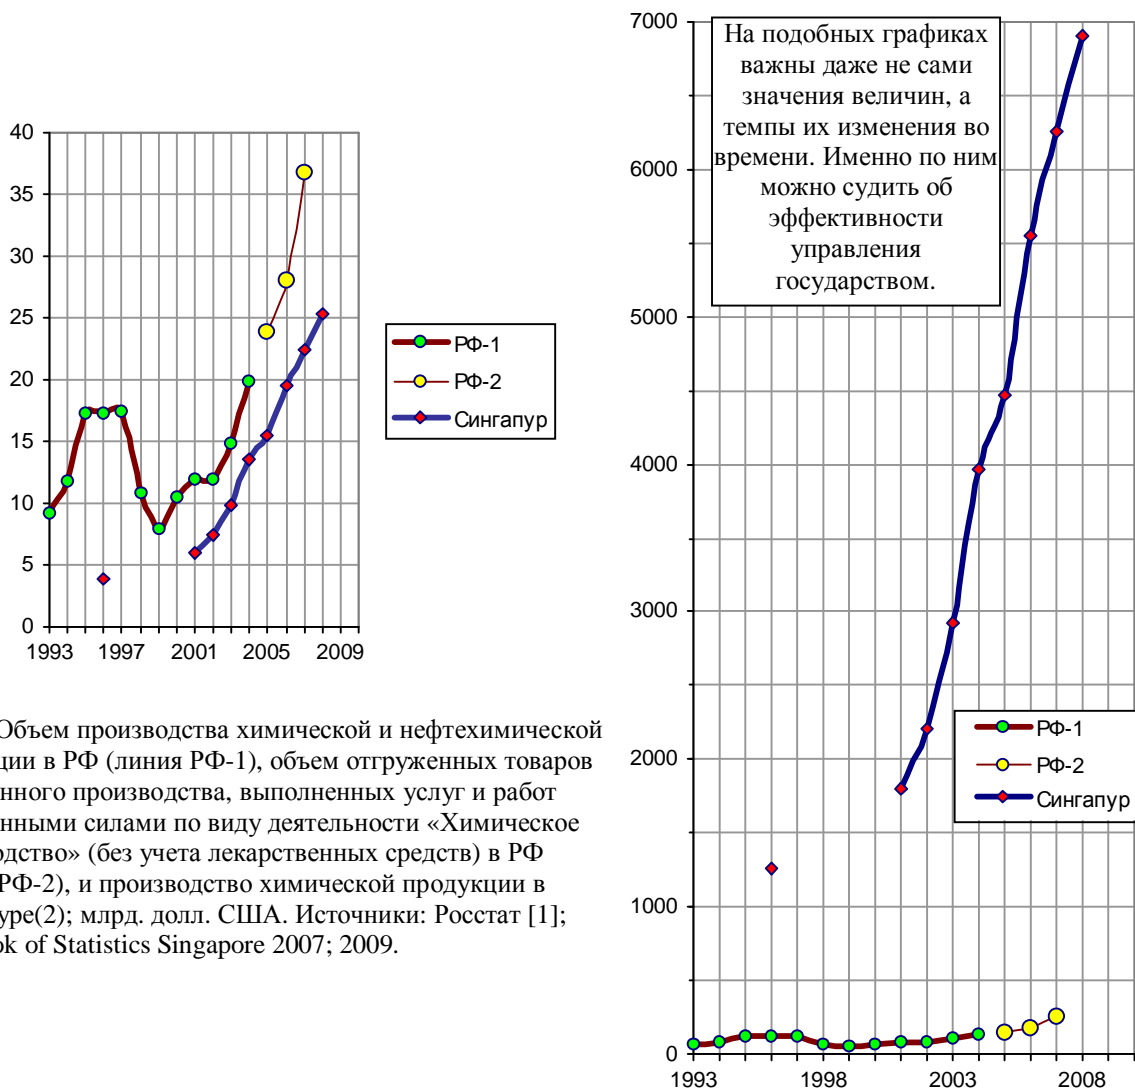 40
35
30
25
20
15
10
5
0
1993 1997 2001 2005 2009
РФ-1
РФ-2
Сингапур
Объем производства химической и нефтехимической
ции в РФ (линия РФ-1), объем отгруженных товаров
нного производства, выполненных услуг и работ
нными силами по виду деятельности «Химическое
дство» (без учета лекарственных средств) в РФ
РФ-2), и производство химической продукции в
уре(2); млрд. долл. США. Источники: Росстат [1];
ok of Statistics Singapore 2007; 2009.
7000
6000
5000
4000
3000
2000
1000
0
1993 1998 2003 2008
На подобных графиках
важны даже не сами
значения величин, а
темпы их изменения во
времени. Именно по ним
можно судить об
эффективности
управления
государством.
РФ-1
РФ-2
Сингапур